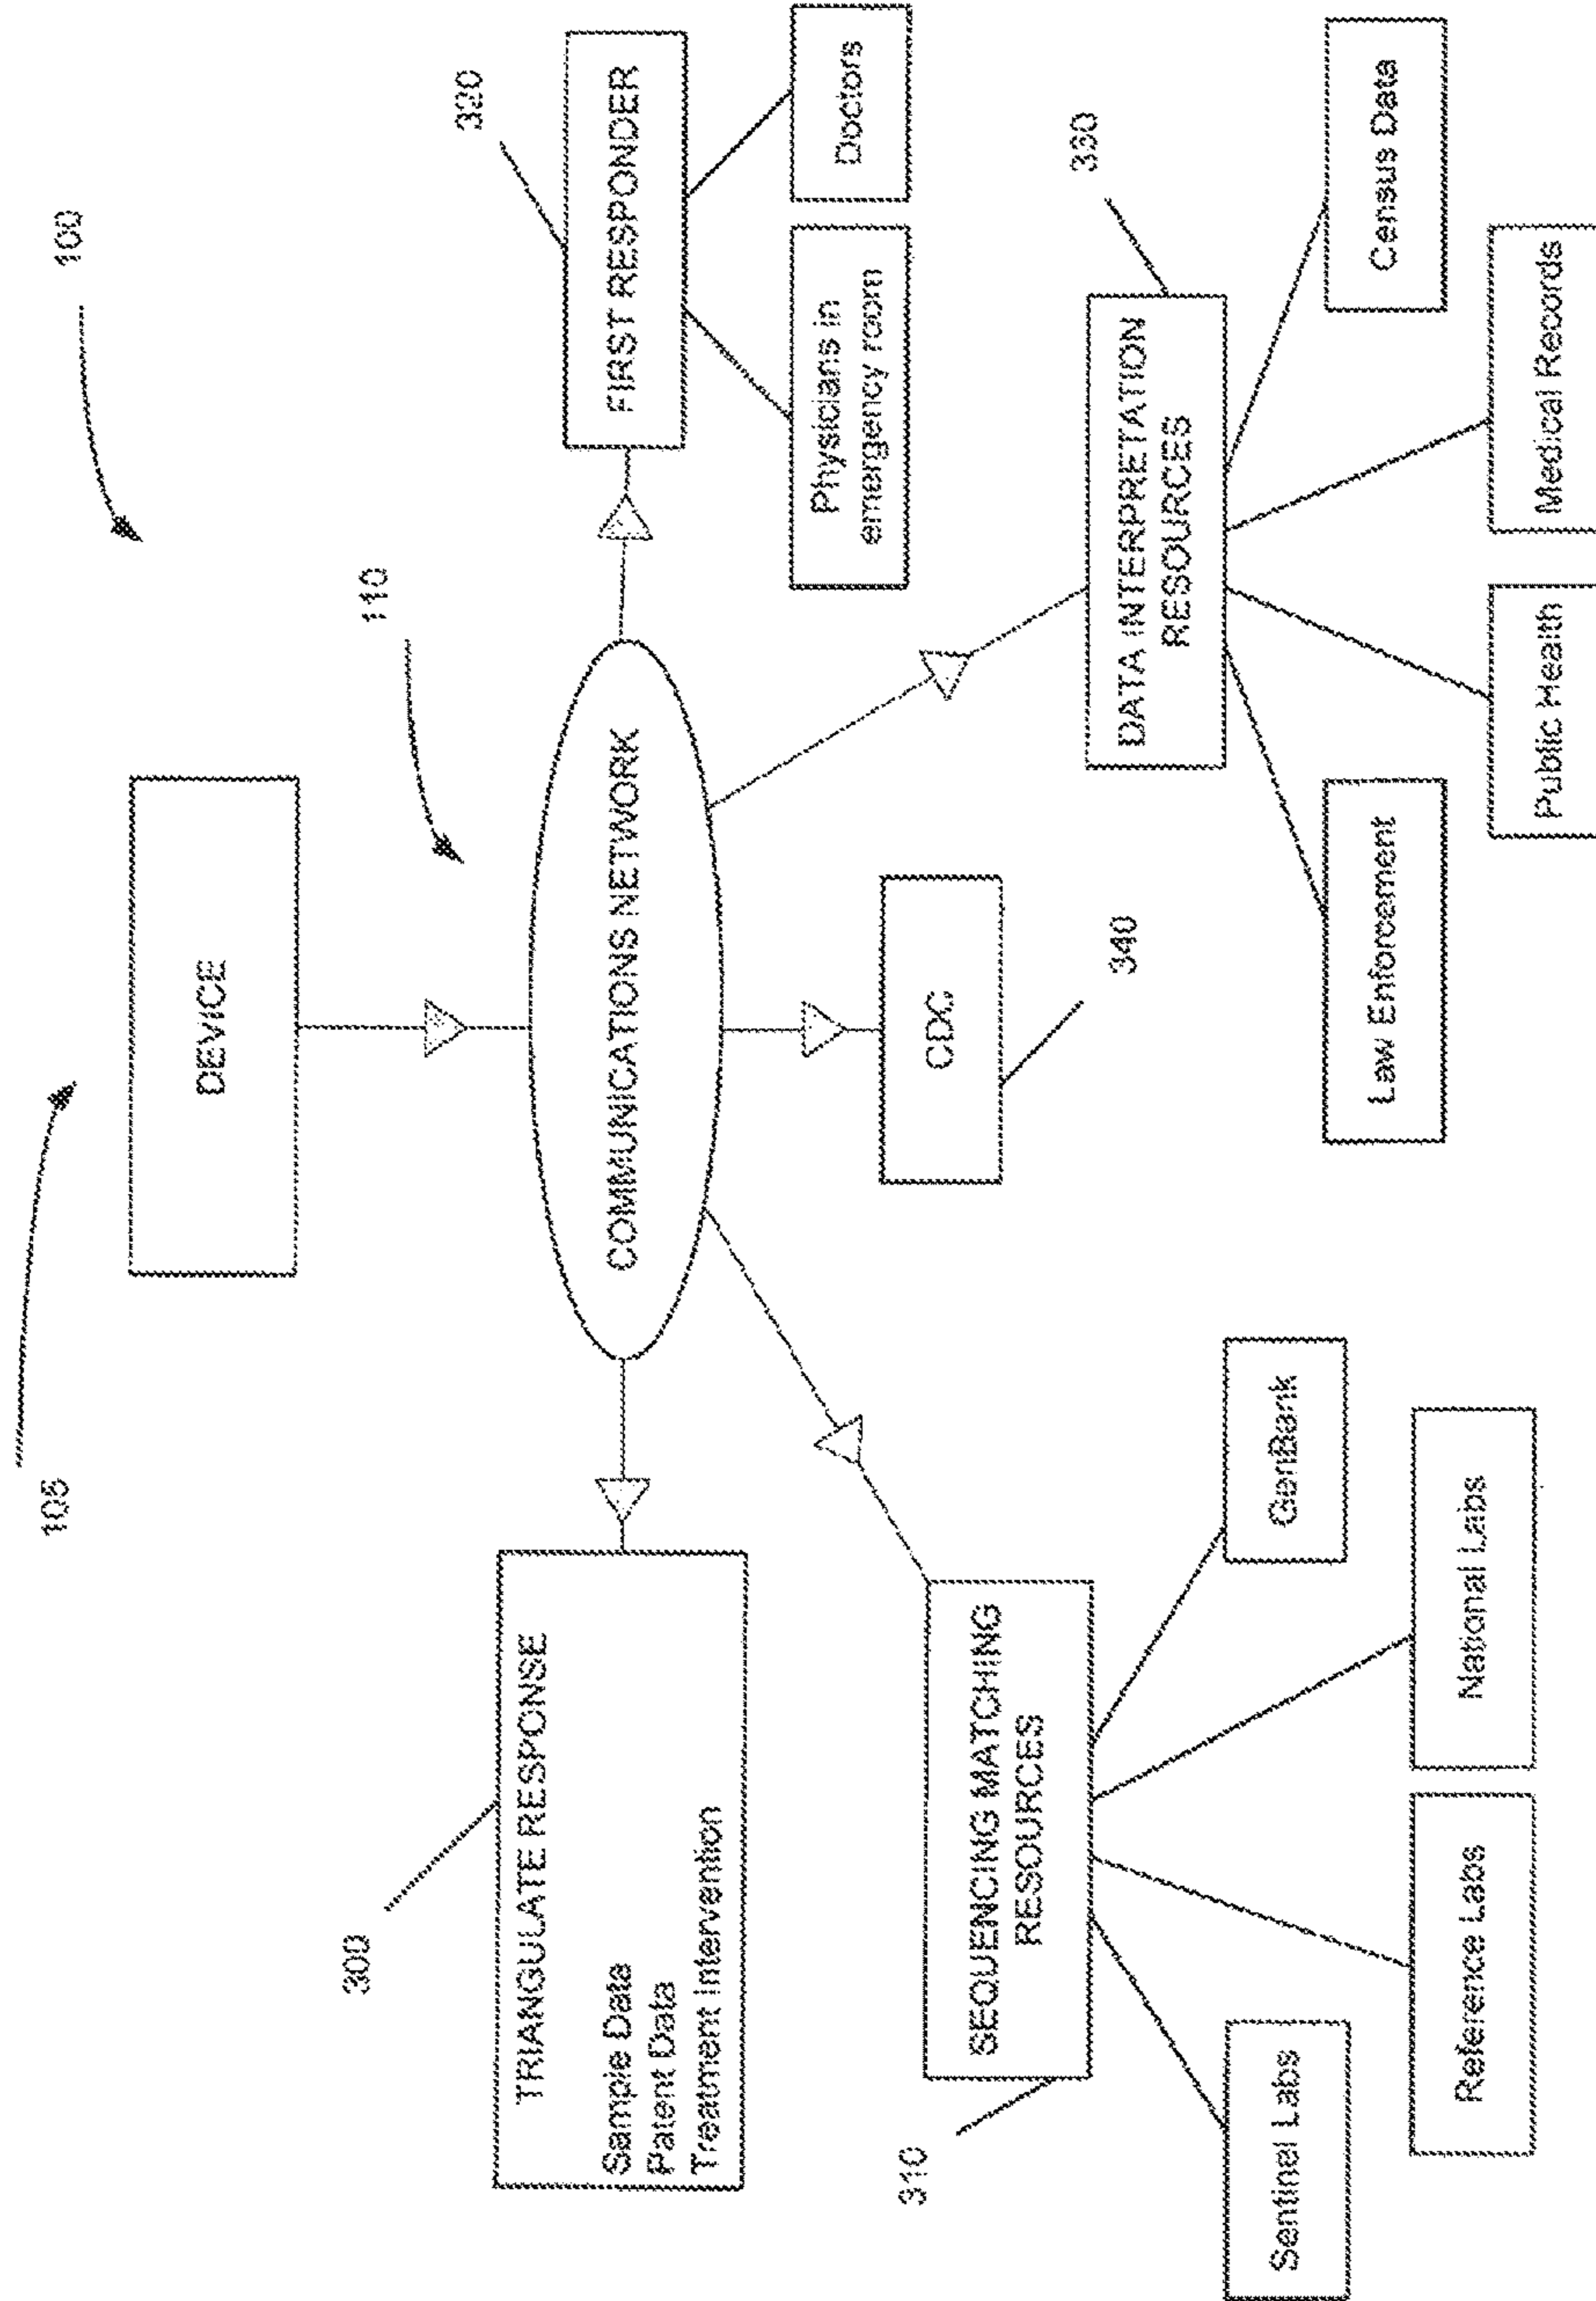 100
105
DEVICE
110
COMMUNICATIONS NETWORK
300
TRIANGULATE RESPONSE
Sample Data
Patent Data
Treatment Intervention
320
FIRST RESPONDER
Physicians in
emergency room
Doctors
310
SEQUENCING MATCHING
RESOURCES
Sentinel Labs
Reference Labs
National Labs
GenBank
CDC
340
330
DATA INTERPRETATION
RESOURCES
Law Enforcement
Public Health
Medical Records
Census Data